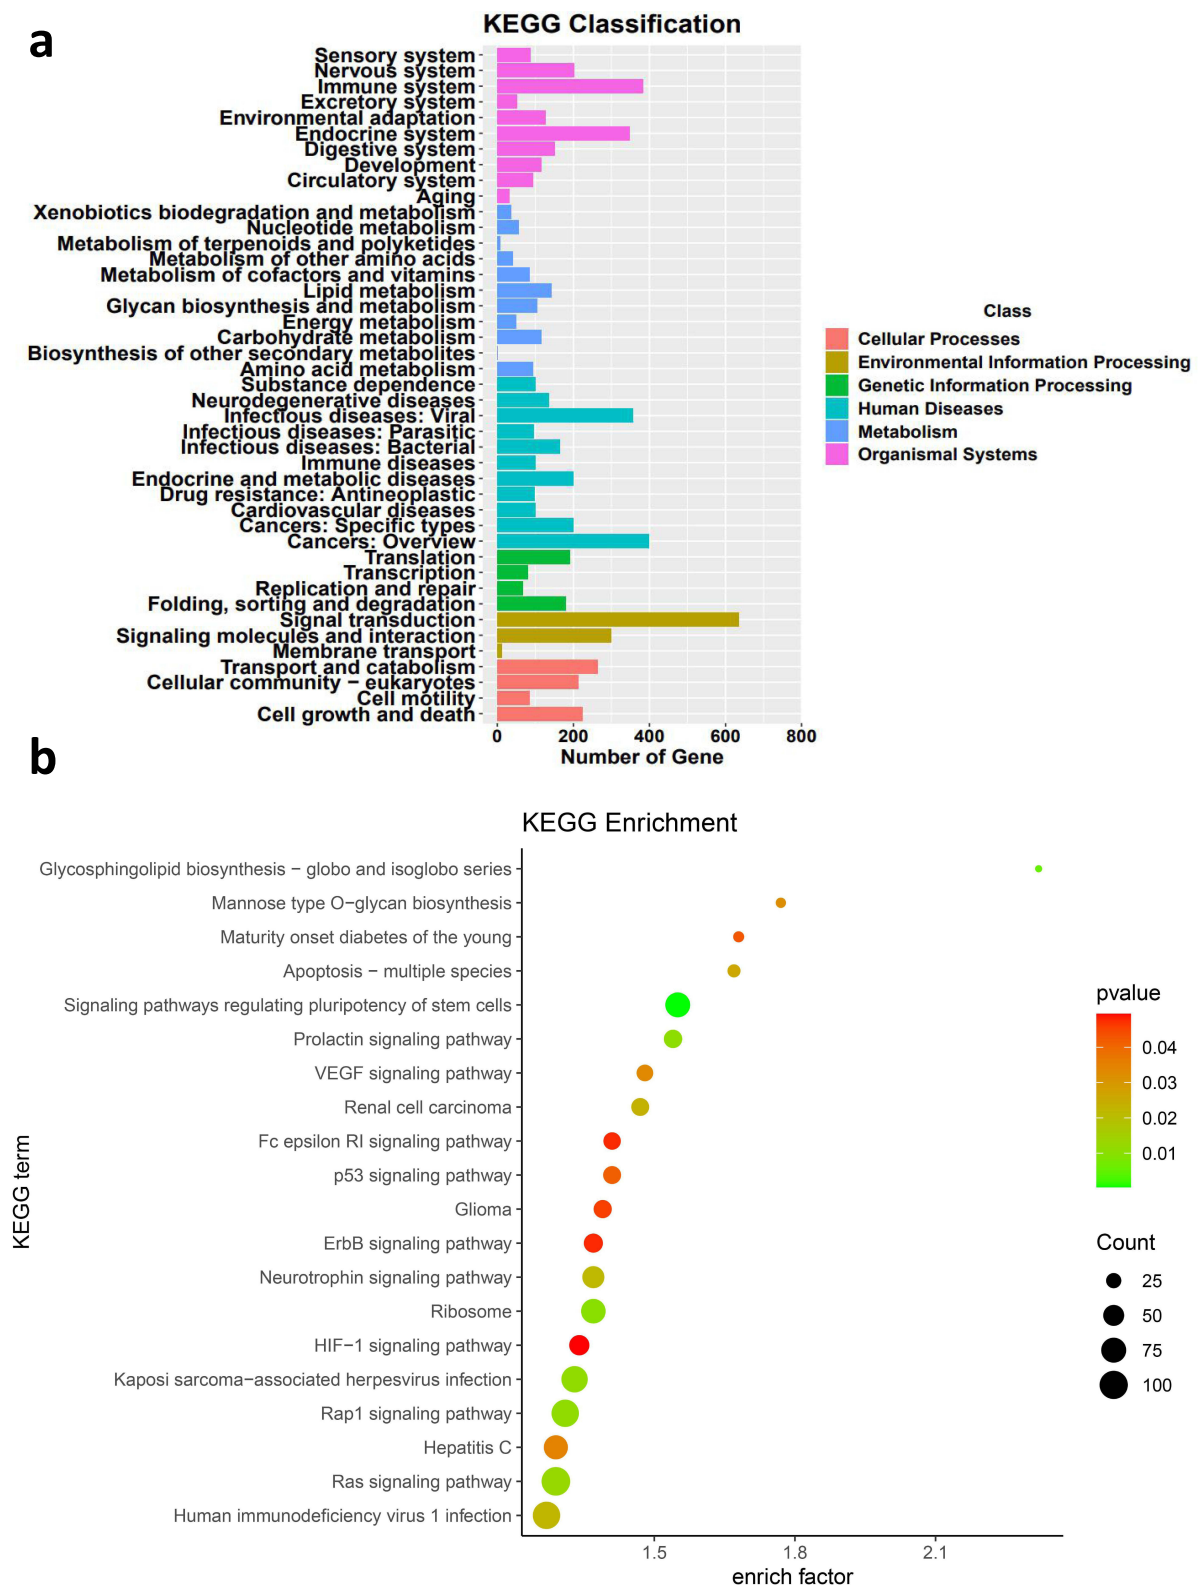 a
KEGG Classification
Sensory system
Nervous system
Immune system
Excretory system
Environmental adaptation
Endocrine system
Digestive system
Development
Circulatory system
Aging
Xenobiotics biodegradation and metabolism
Nucleotide metabolism
Metabolism of terpenoids and polyketides
Metabolism of other amino acids
Metabolism of cofactors and vitamins
Lipid metabolism
Glycan biosynthesis and metabolism
Energy metabolism
Carbohydrate metabolism
Biosynthesis of other secondary metabolites
Amino acid metabolism
Substance dependence
Neurodegenerative diseases
Infectious diseases: Viral
Infectious diseases: Parasitic
Infectious diseases: Bacterial
Immune diseases
Endocrine and metabolic diseases
Drug resistance: Antineoplastic
Cardiovascular diseases
Cancers: Specific types
Cancers: Overview
Translation
Transcription
Replication and repair
Folding, sorting and degradation
Signal transduction
Signaling molecules and interaction
Membrane transport
Transport and catabolism
Cellular community − eukaryotes
Cell motility
Cell growth and death
0 200 400 600 800
Number of Gene
Class
Cellular Processes
Environmental Information Processing
Genetic Information Processing
Human Diseases
Metabolism
Organismal Systems
b
KEGG Enrichment
KEGG term
Glycosphingolipid biosynthesis − globo and isoglobo series
Mannose type O−glycan biosynthesis
Maturity onset diabetes of the young
Apoptosis − multiple species
Signaling pathways regulating pluripotency of stem cells
Prolactin signaling pathway
VEGF signaling pathway
Renal cell carcinoma
Fc epsilon RI signaling pathway
p53 signaling pathway
Glioma
ErbB signaling pathway
Neurotrophin signaling pathway
Ribosome
HIF−1 signaling pathway
Kaposi sarcoma−associated herpesvirus infection
Rap1 signaling pathway
Hepatitis C
Ras signaling pathway
Human immunodeficiency virus 1 infection
1.5 1.8 2.1
enrich factor
pvalue
0.04
0.03
0.02
0.01
Count
25
50
75
100